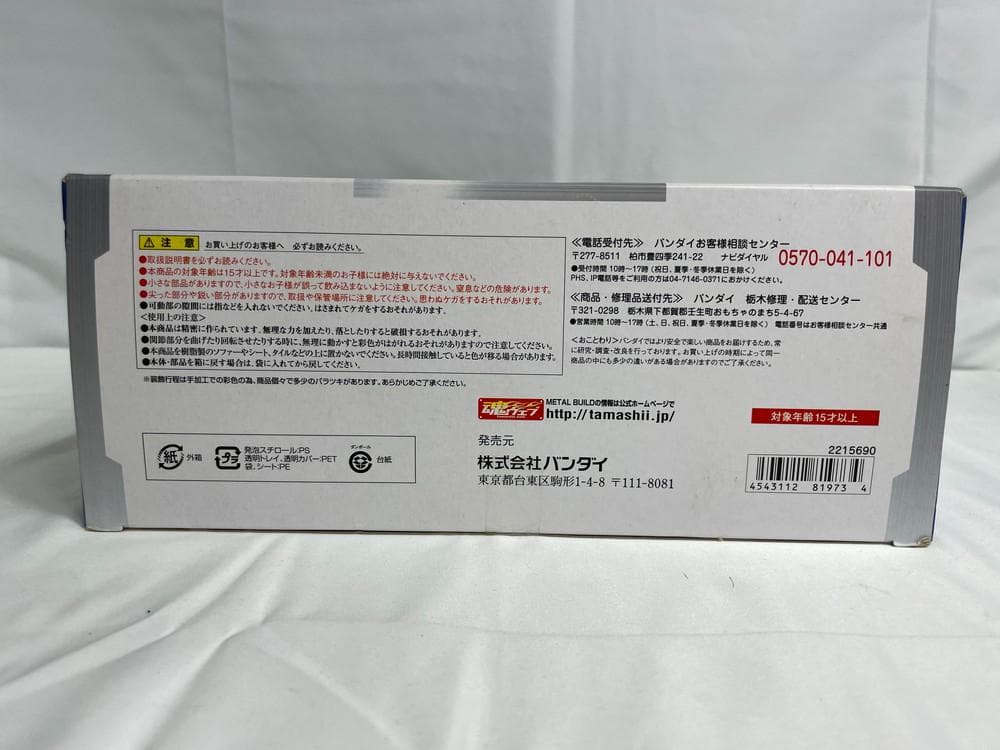 注意 お買い上げのお客様へ 必ずお読みください。
●取扱説明書を必ずお読みください。
●本商品の対象年齢は15才以上です。対象年齢未満のお子様には絶対に与えないでください。
●小さな部品がありますので、小さなお子様が誤って飲み込まないように注意してください。窒息などの危険があります。
●尖った部分や鋭い部分がありますので、取扱や保管場所に注意してください。思わぬケガをするおそれがあります。
●可動部の隙間には指などを入れないでください。はさまれてケガをするおそれがあります。
<使用上の注意>
●本商品は精密に作られています。無理な力を加えたり、落としたりすると破損するおそれがあります。
●関節部分を曲げたり回転させたりする時に、無理に動かすと彩色がはがれるおそれがありますので注意してください。
●本商品を樹脂製のソファーやシート、タイルなどの上に置かないでください。長時間接触していると色が移る場合があります。
●本体・部品を箱に戻す場合は、袋に入れてから戻してください。
※装飾行程は手加工での彩色の為、商品個々で多少のバラツキがあります。あらかじめご了承ください。
≪電話受付先≫ バンダイお客様相談センター
〒277-8511 柏市豊四季241-22 ナビダイヤル 0570-041-101
●受付時間 10時~17時 (祝日、夏季・冬季休業日を除く)
PHS、IP電話等をご利用の方は04-7146-0371におかけください。
≪商品・修理品送付先≫ バンダイ 栃木修理・配送センター
〒321-0298 栃木県下都賀郡壬生町おもちゃのまち5-4-67
●営業時間 10時~17時 (土、日、祝日、夏季・冬季休業日を除く) 電話番号はお客様相談センター共通
<おことわり>バンダイではより安全で楽しい商品をお届けするため、常
に研究・調査・改良を行っております。お買い上げの時期によって同一
商品の中にも多少の違いがある場合がありますのでご了承ください。
魂ウェブ METAL BUILDの情報は公式ホームページで
http://tamashii.jp/
対象年齢15才以上
紙 外箱
プラ 発泡スチロール:PS
透明トレイ、透明カバー:PET
袋、シート:PE
ダンボール 台紙
発売元
株式会社バンダイ
東京都台東区駒形1-4-8 〒111-8081
2215690
4543112 81973 4